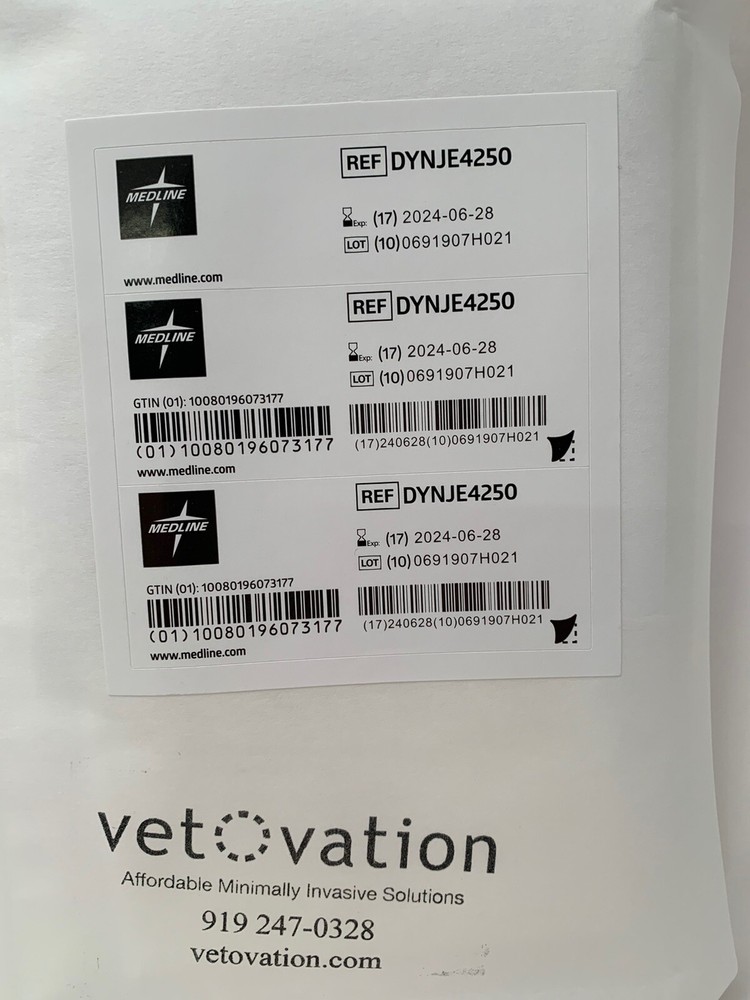 MEDLINE
REF DYNJE4250
Exp: (17) 2024-06-28
LOT (10)0691907H021
www.medline.com
MEDLINE
REF DYNJE4250
Exp: (17) 2024-06-28
LOT (10)0691907H021
GTIN (01): 10080196073177
(01)10080196073177
(17)240628(10)0691907H021
www.medline.com
MEDLINE
REF DYNJE4250
Exp: (17) 2024-06-28
LOT (10)0691907H021
GTIN (01): 10080196073177
(01)10080196073177
(17)240628(10)0691907H021
www.medline.com
vetovation
Affordable Minimally Invasive Solutions
919 247-0328
vetovation.com